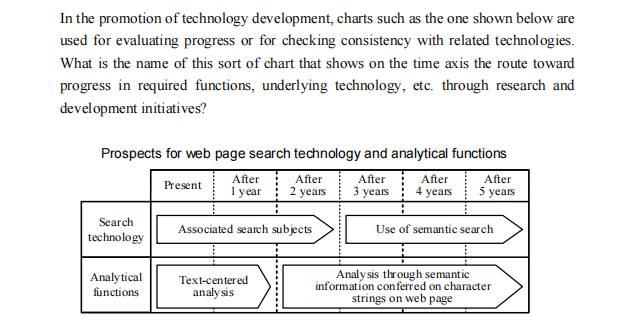 In the promotion of technology development, charts such as the one shown below are
used for evaluating progress or for checking consistency with related technologies.
What is the name of this sort of chart that shows on the time axis the route toward
progress in required functions, underlying technology, etc. through research and
development initiatives?
Prospects for web page search technology and analytical functions
Present
After
1 year
After
2 years
After
3 years
After
4 years
After
5 years
Search
technology
Associated search subjects
Use of semantic search
Analytical
functions
Text-centered
analysis
Analysis through semantic
information conferred on character
strings on web page